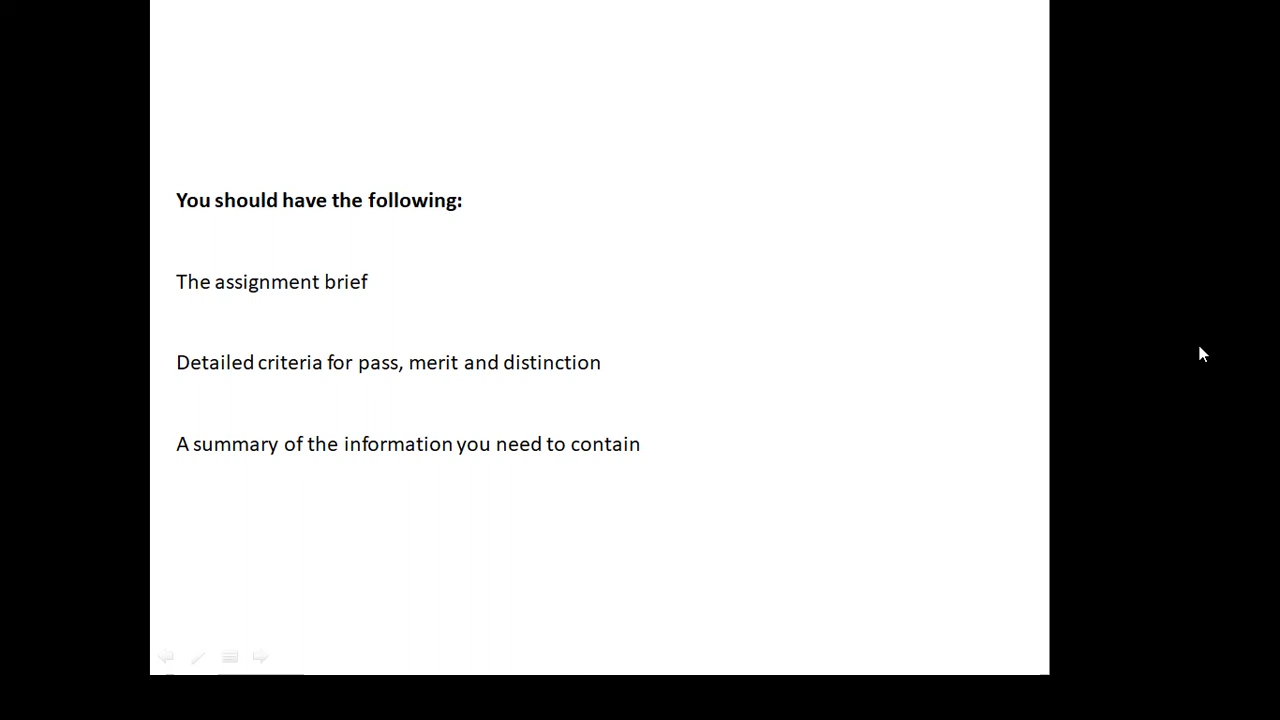 You should have the following:
The assignment brief
Detailed criteria for pass, merit and distinction
A summary of the information you need to contain